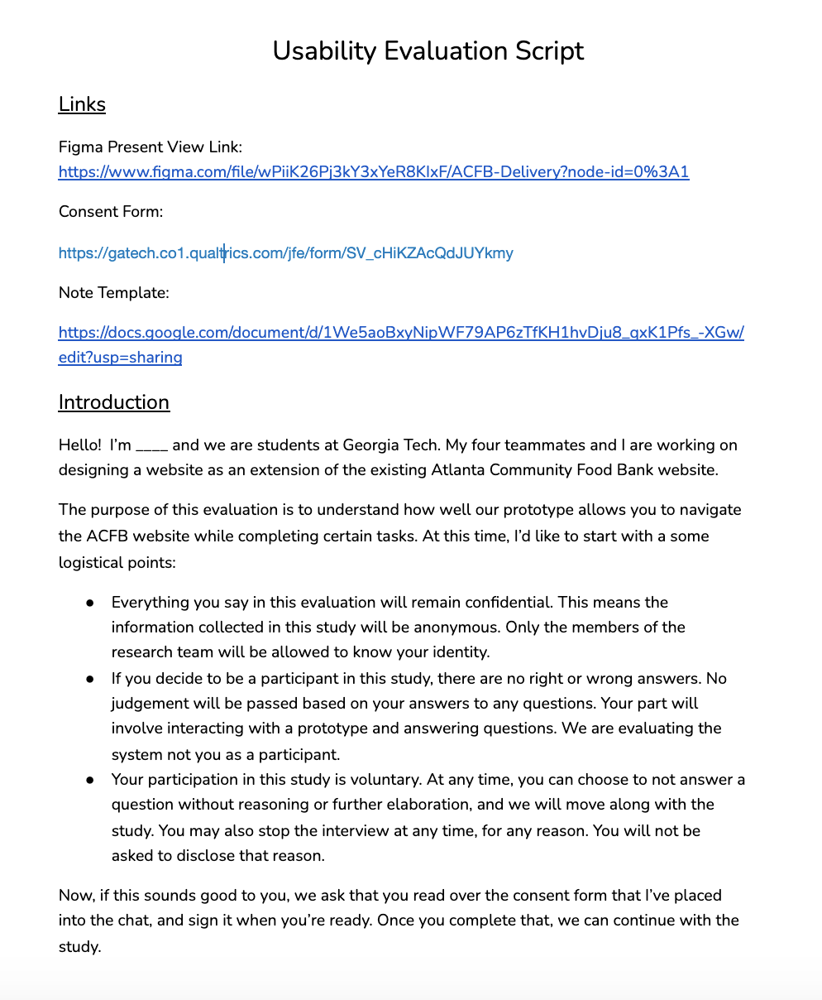 Usability Evaluation Script
Links
Figma Present View Link:
https://www.figma.com/file/wPiiK26Pj3kY3xYeR8KIxF/ACFB-Delivery?node-id=0%3A1
Consent Form:
https://gatech.co1.qualtrics.com/jfe/form/SV_cHiKZAcQdJUYkmy
Note Template:
https://docs.google.com/document/d/1We5aoBxyNipWF79AP6zTfKH1hvDju8_qxK1Pfs_-XGw/
edit?usp=sharing
Introduction
Hello!  I’m ____ and we are students at Georgia Tech. My four teammates and I are working on
designing a website as an extension of the existing Atlanta Community Food Bank website.
The purpose of this evaluation is to understand how well our prototype allows you to navigate
the ACFB website while completing certain tasks. At this time, I’d like to start with a some
logistical points:
● Everything you say in this evaluation will remain confidential. This means the
information collected in this study will be anonymous. Only the members of the
research team will be allowed to know your identity.
● If you decide to be a participant in this study, there are no right or wrong answers. No
judgement will be passed based on your answers to any questions. Your part will
involve interacting with a prototype and answering questions. We are evaluating the
system not you as a participant.
● Your participation in this study is voluntary. At any time, you can choose to not answer a
question without reasoning or further elaboration, and we will move along with the
study. You may also stop the interview at any time, for any reason. You will not be
asked to disclose that reason.
Now, if this sounds good to you, we ask that you read over the consent form that I’ve placed
into the chat, and sign it when you’re ready. Once you complete that, we can continue with the
study.